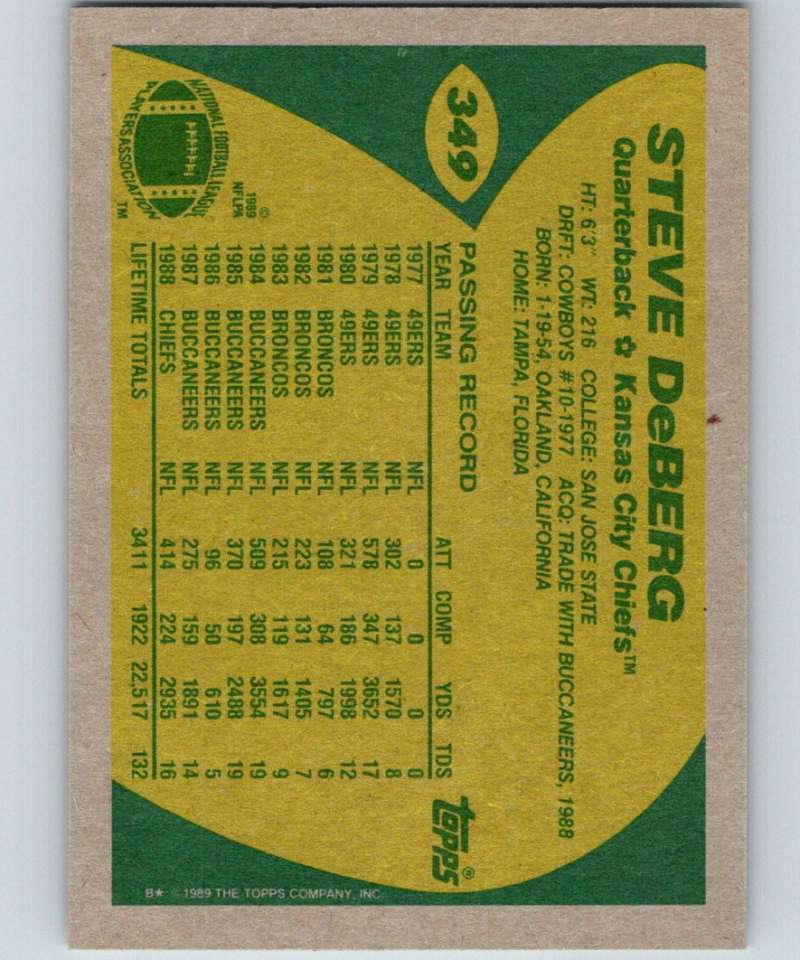 349
STEVE DeBERG
Quarterback ✿ Kansas City Chiefs™
HT: 6'3" WT: 216 COLLEGE: SAN JOSE STATE
DRFT: COWBOYS #10-1977 ACQ: TRADE WITH BUCCANEERS, 1988
BORN: 1-19-54, OAKLAND, CALIFORNIA
HOME: TAMPA, FLORIDA
PASSING RECORD
topps®
YEAR TEAM ATT COMP YDS TDS
1977 49ERS NFL 0 0 0 0
1978 49ERS NFL 302 137 1570 8
1979 49ERS NFL 578 347 3652 17
1980 49ERS NFL 321 186 1998 12
1981 BRONCOS NFL 108 64 797 6
1982 BRONCOS NFL 223 131 1405 7
1983 BRONCOS NFL 215 119 1617 9
1984 BUCCANEERS NFL 509 308 3554 19
1985 BUCCANEERS NFL 370 197 2488 19
1986 BUCCANEERS NFL 96 50 610 5
1987 BUCCANEERS NFL 275 159 1891 14
1988 CHIEFS NFL 414 224 2935 16
LIFETIME TOTALS 3411 1922 22,517 132
©
1989
NFLPA
NATIONAL FOOTBALL LEAGUE
PLAYERS ASSOCIATION
TM
B★ ©1989 THE TOPPS COMPANY, INC.